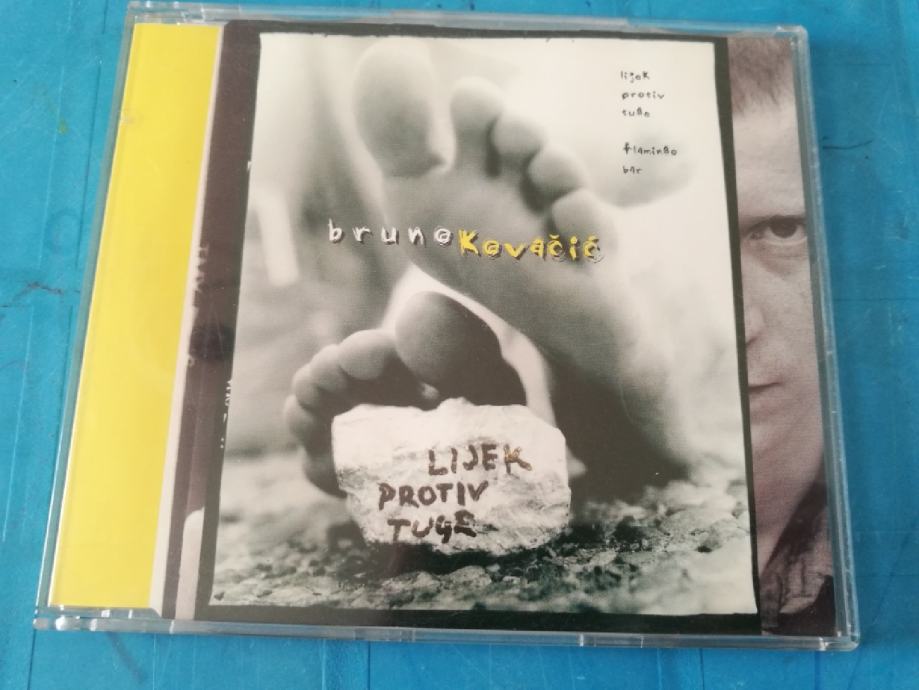 lijek
protiv
tuge
flamingo
bar
bruno Kovačić
LIJEK
PROTIV
TUGE